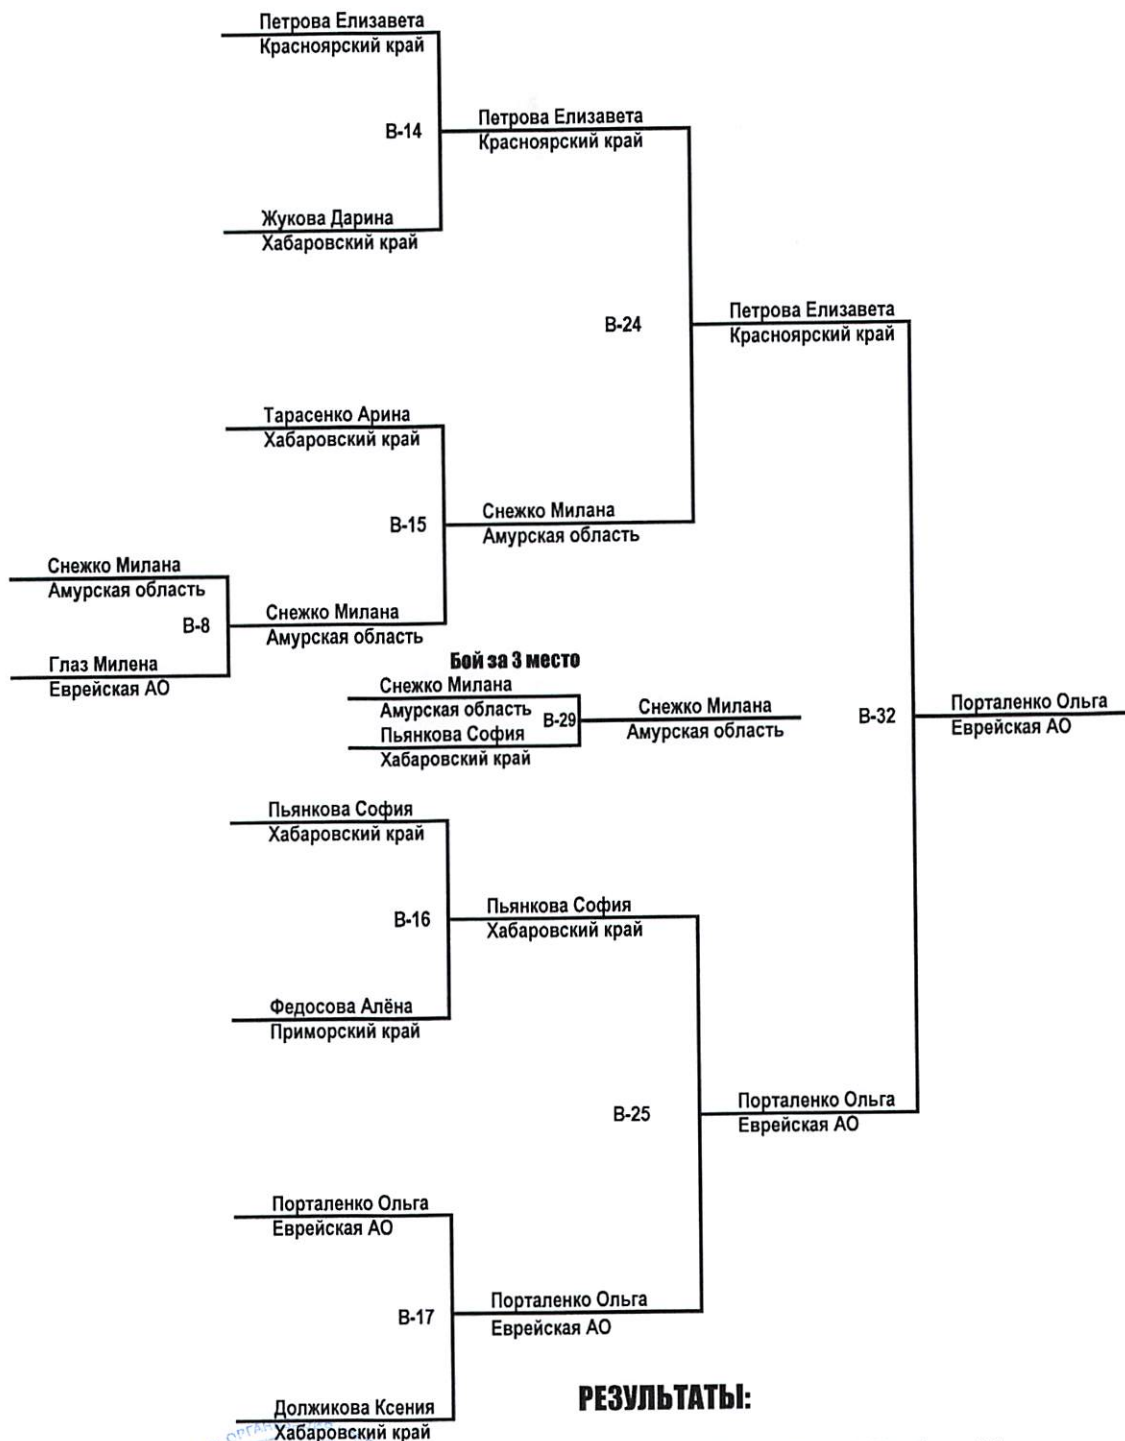 Петрова Елизавета
Красноярский край
В-14
Петрова Елизавета
Красноярский край
Жукова Дарина
Хабаровский край
В-24
Петрова Елизавета
Красноярский край
Тарасенко Арина
Хабаровский край
В-15
Снежко Милана
Амурская область
Снежко Милана
Амурская область
В-8
Снежко Милана
Амурская область
Глаз Милена
Еврейская АО
Бой за 3 место
Снежко Милана
Амурская область
В-29
Пьянкова София
Хабаровский край
Снежко Милана
Амурская область
В-32
Порталенко Ольга
Еврейская АО
Пьянкова София
Хабаровский край
В-16
Пьянкова София
Хабаровский край
Федосова Алёна
Приморский край
В-25
Порталенко Ольга
Еврейская АО
Порталенко Ольга
Еврейская АО
В-17
Порталенко Ольга
Еврейская АО
РЕЗУЛЬТАТЫ:
Должикова Ксения
Хабаровский край